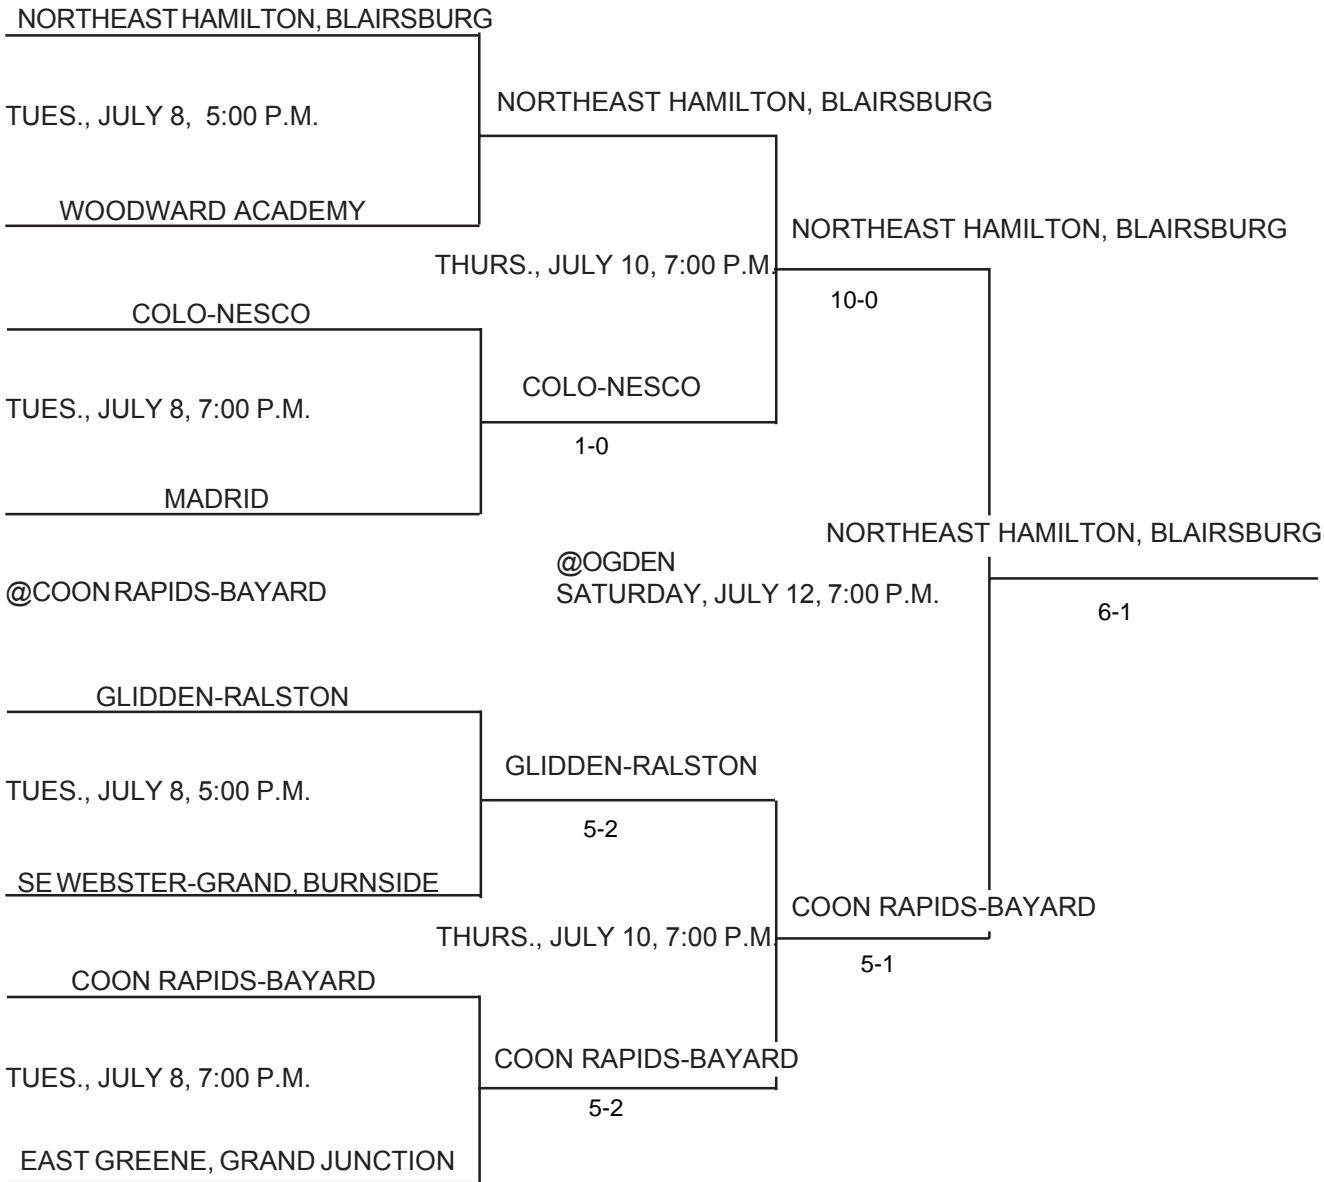 NORTHEAST HAMILTON, BLAIRSBURG
TUES., JULY 8, 5:00 P.M.
NORTHEAST HAMILTON, BLAIRSBURG
WOODWARD ACADEMY
NORTHEAST HAMILTON, BLAIRSBURG
THURS., JULY 10, 7:00 P.M.
10-0
COLO-NESCO
COLO-NESCO
TUES., JULY 8, 7:00 P.M.
1-0
MADRID
NORTHEAST HAMILTON, BLAIRSBURG
@COON RAPIDS-BAYARD
@OGDEN
SATURDAY, JULY 12, 7:00 P.M.
6-1
GLIDDEN-RALSTON
GLIDDEN-RALSTON
TUES., JULY 8, 5:00 P.M.
5-2
SE WEBSTER-GRAND, BURNSIDE
COON RAPIDS-BAYARD
THURS., JULY 10, 7:00 P.M.
5-1
COON RAPIDS-BAYARD
COON RAPIDS-BAYARD
TUES., JULY 8, 7:00 P.M.
5-2
EAST GREENE, GRAND JUNCTION